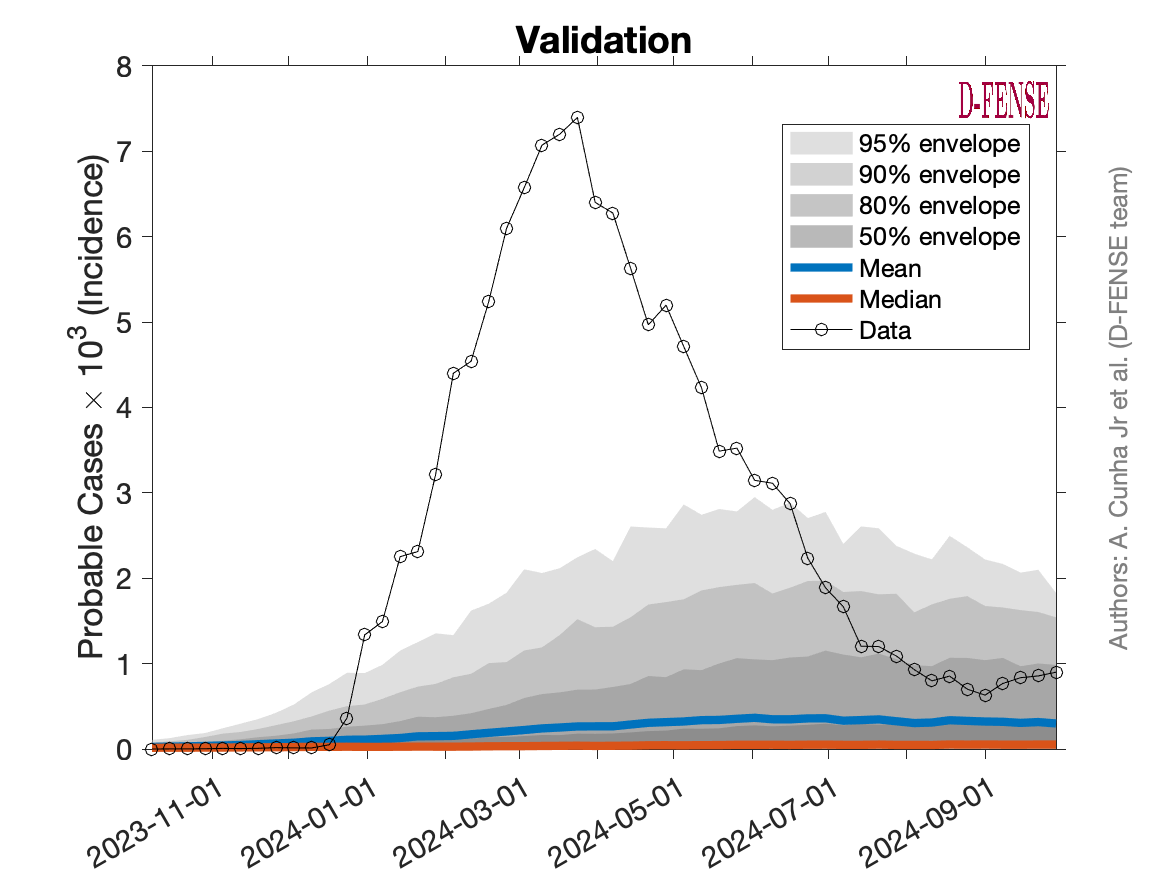 Validation
D-FENSE
8
7
6
5
4
3
2
1
0
Probable Cases × 10³ (Incidence)
95% envelope
90% envelope
80% envelope
50% envelope
Mean
Median
Data
2023-11-01
2024-01-01
2024-03-01
2024-05-01
2024-07-01
2024-09-01
Authors: A. Cunha Jr et al. (D-FENSE team)